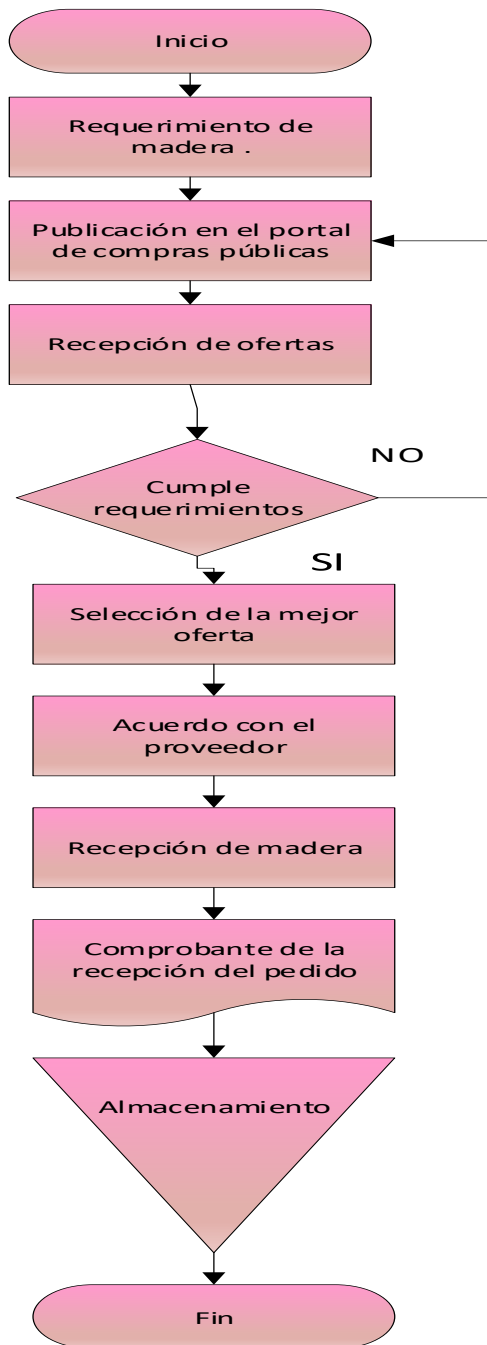 Inicio
Requerimiento de
madera .
Publicación en el portal
de compras públicas
Recepción de ofertas
NO
Cumple
requerimientos
SI
Selección de la mejor
oferta
Acuerdo con el
proveedor
Recepción de madera
Comprobante de la
recepción del pedido
Almacenamiento
Fin